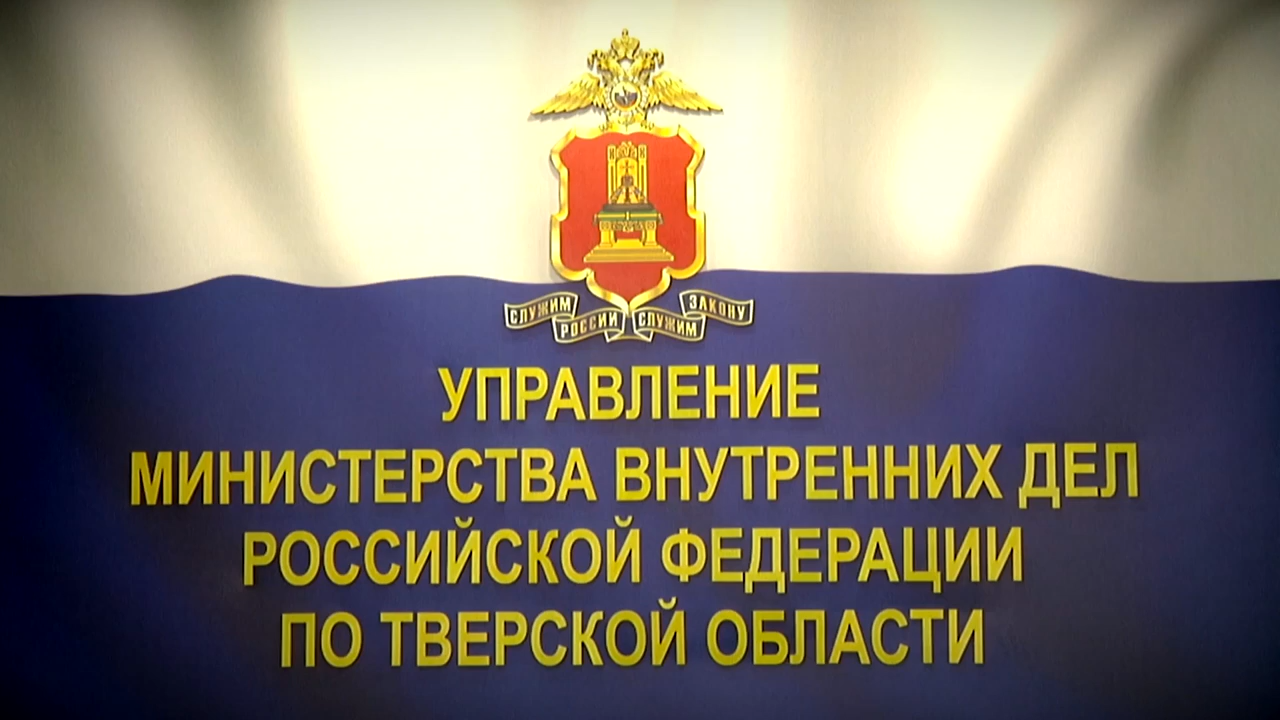 СЛУЖИМ РОССИИ СЛУЖИМ ЗАКОНУ
УПРАВЛЕНИЕ
МИНИСТЕРСТВА ВНУТРЕННИХ ДЕЛ
РОССИЙСКОЙ ФЕДЕРАЦИИ
ПО ТВЕРСКОЙ ОБЛАСТИ